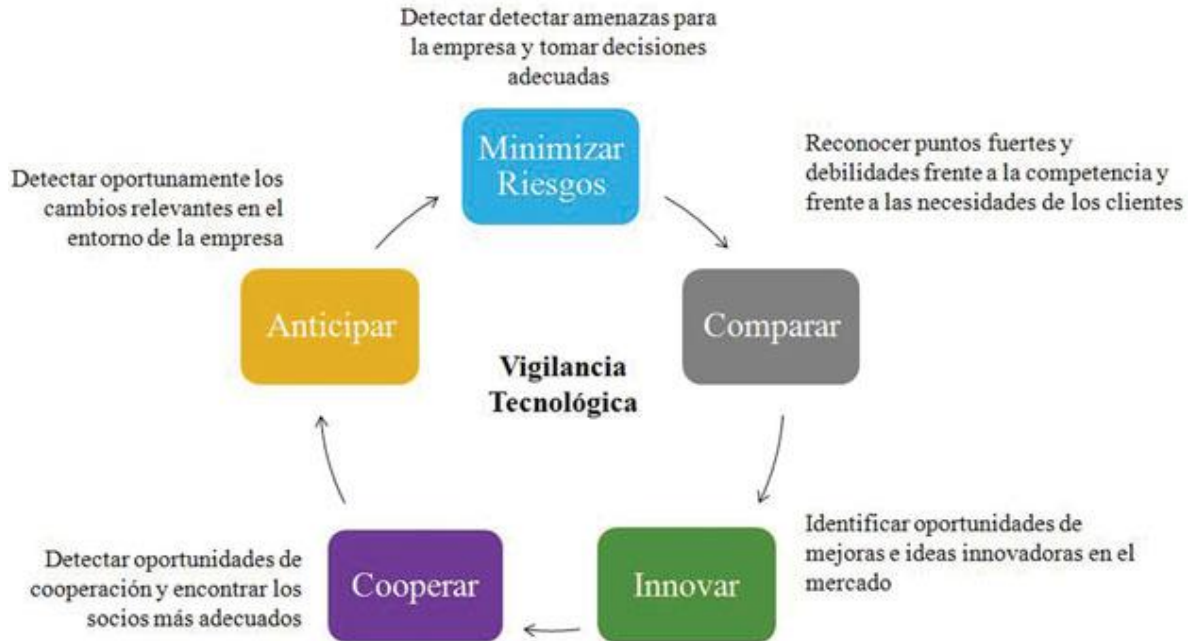 Detectar detectar amenazas para
la empresa y tomar decisiones
adecuadas
Minimizar
Riesgos
Reconocer puntos fuertes y
debilidades frente a la competencia y
frente a las necesidades de los clientes
Comparar
Identificar oportunidades de
mejoras e ideas innovadoras en el
mercado
Innovar
Detectar oportunidades de
cooperación y encontrar los
socios más adecuados
Cooperar
Detectar oportunamente los
cambios relevantes en el
entorno de la empresa
Anticipar
Vigilancia
Tecnológica